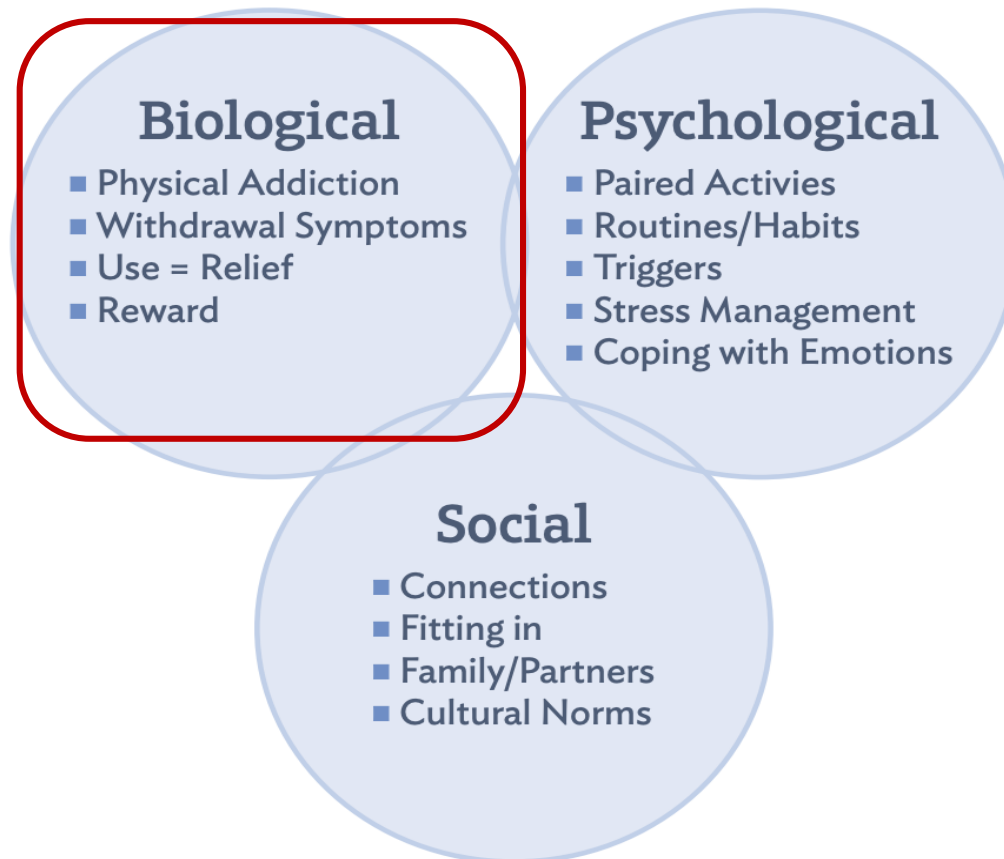 Biological
■ Physical Addiction
■ Withdrawal Symptoms
■ Use = Relief
■ Reward
Psychological
■ Paired Activies
■ Routines/Habits
■ Triggers
■ Stress Management
■ Coping with Emotions
Social
■ Connections
■ Fitting in
■ Family/Partners
■ Cultural Norms